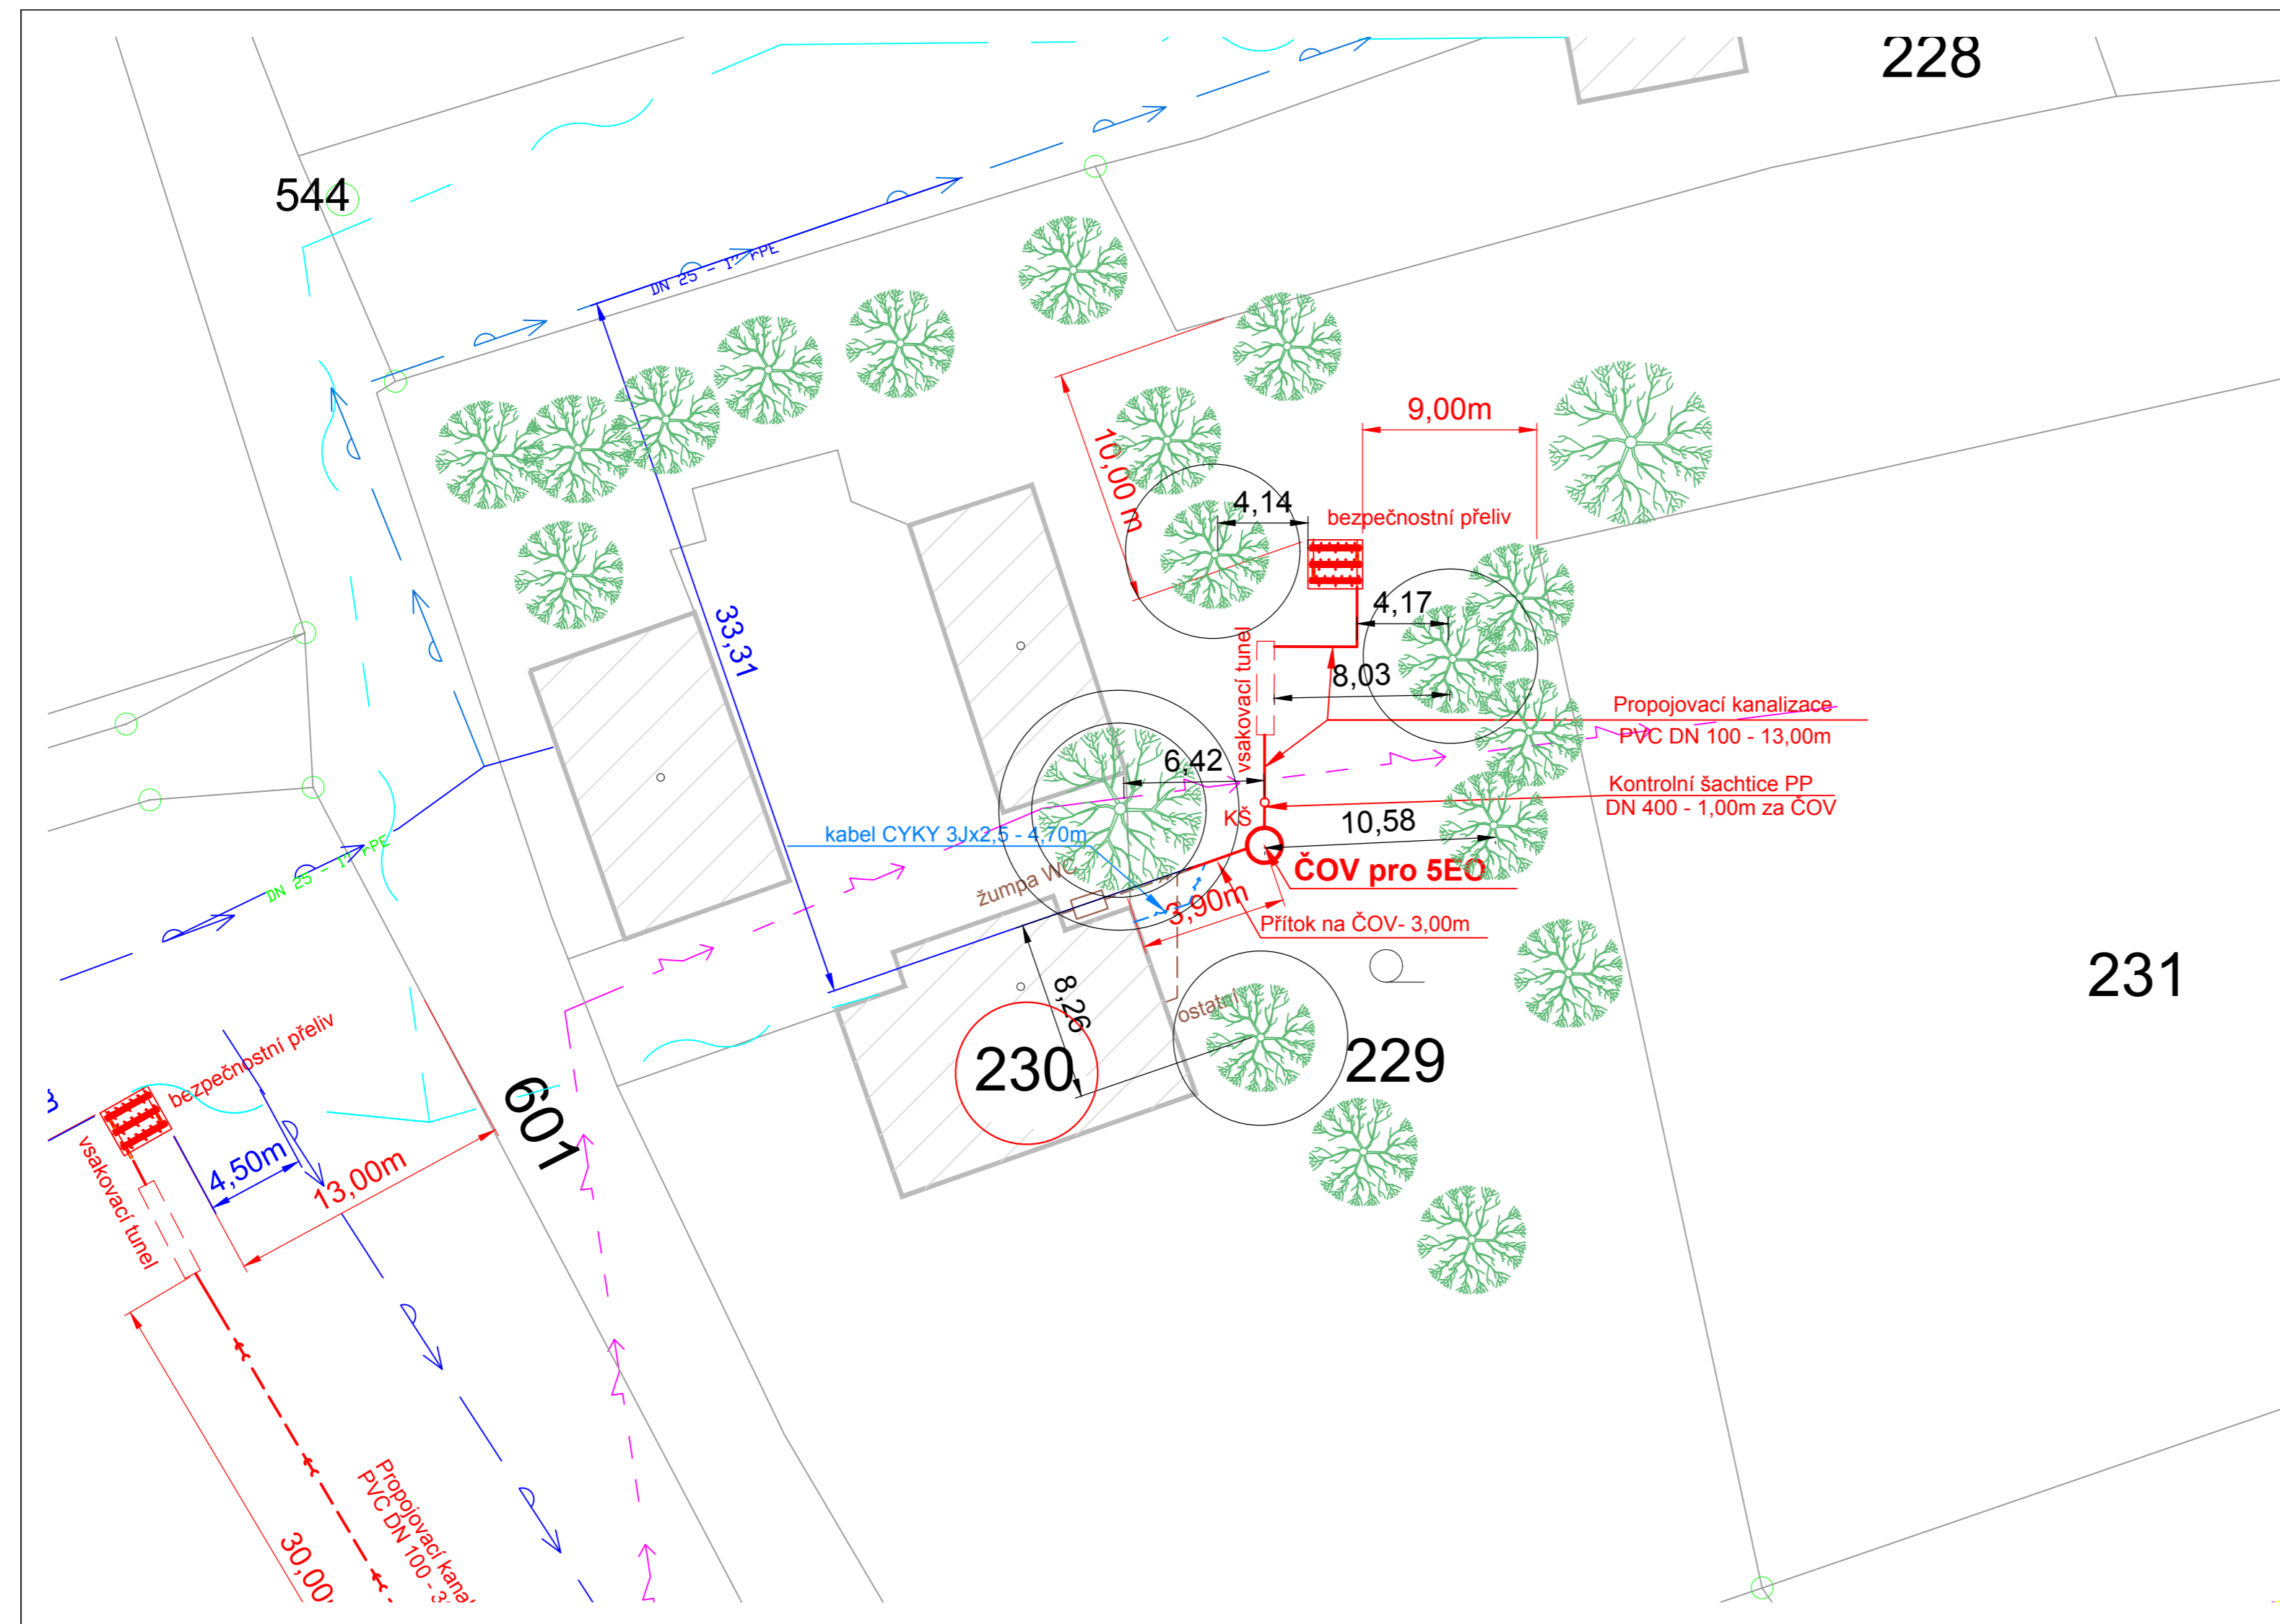 228
544
DN 25 - 1" rPE
9,00m
10,00 m
4,14
bezpečnostní přeliv
33,31
4,17
vsakovací tunel
8,03
Propojovací kanalizace
PVC DN 100 - 13,00m
6,42
Kontrolní šachtice PP
DN 400 - 1,00m za ČOV
KŠ
10,58
kabel CYKY 3Jx2,5 - 4,70m
DN 25 - 1" rPE
žumpa WC
ČOV pro 5EO
3,90m
Přítok na ČOV- 3,00m
231
8,26
ostatní
230
229
601
bezpečnostní přeliv
vsakovací tunel
4,50m
13,00m
Propojovací
PVC DN 100 -
30,00